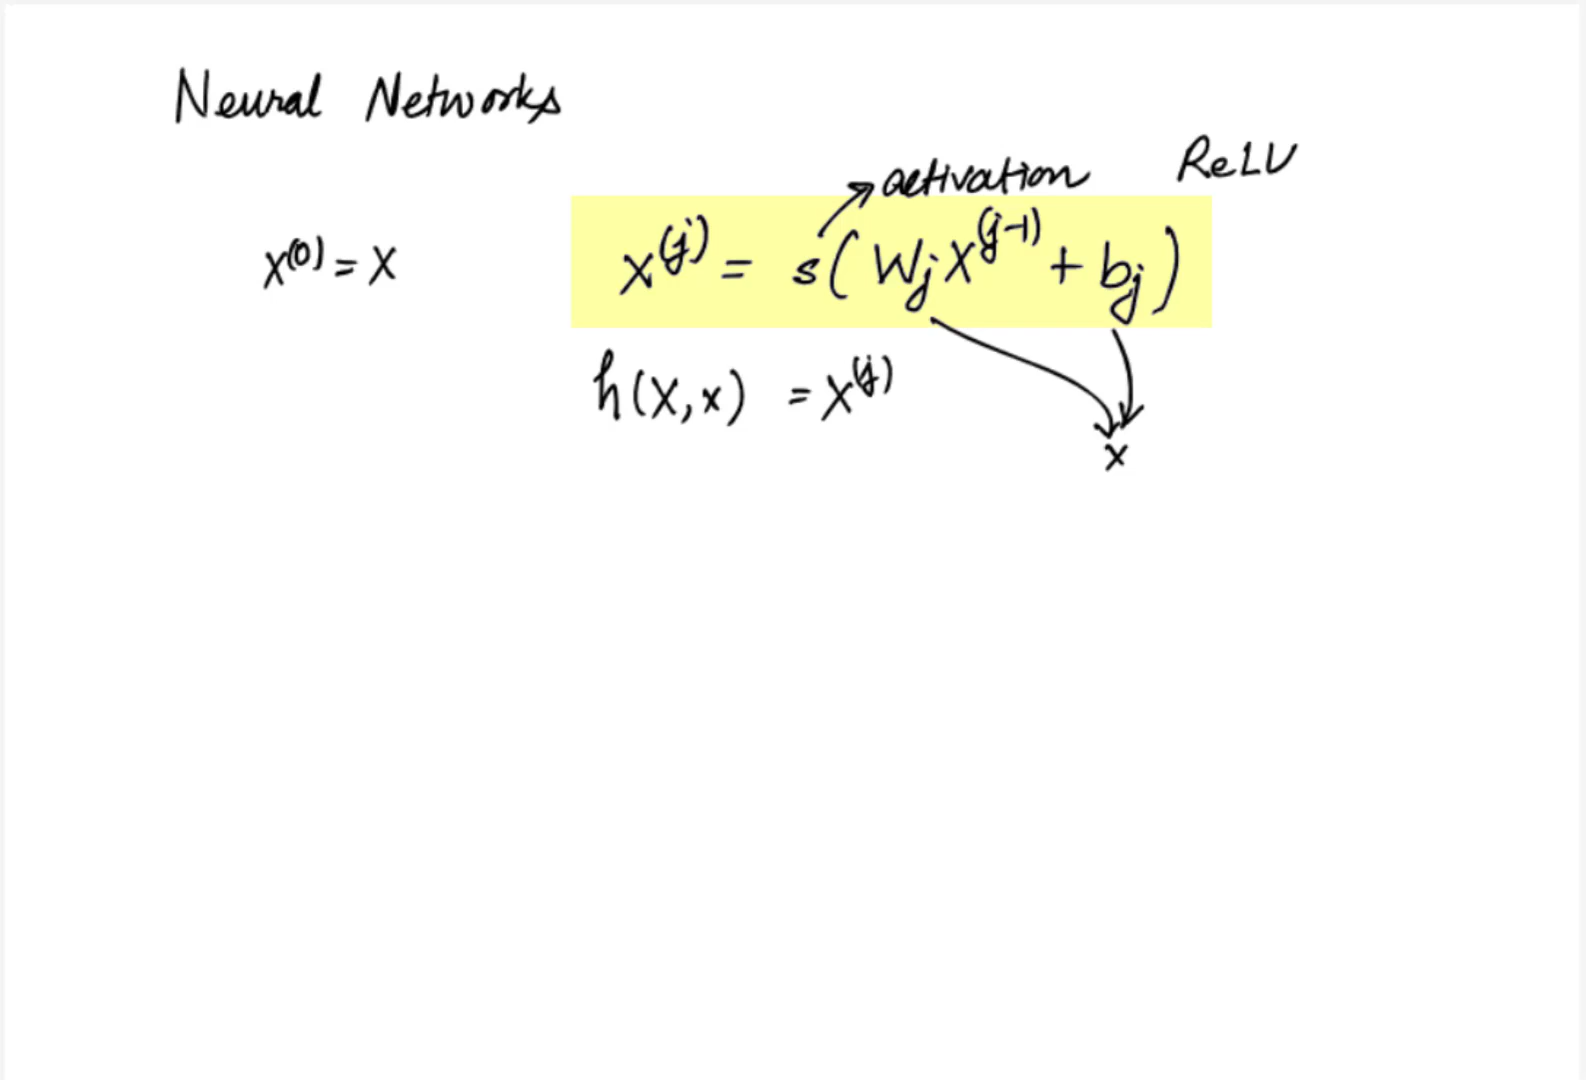 Neural Networks
activation ReLU
X^(0) = X x^(j) = s(W_j X^(j-1) + b_j)
h(X, x) = X^(j)
x